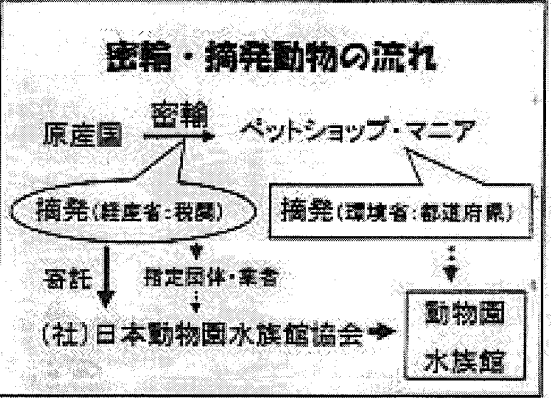 密輸・摘発動物の流れ
密輸
原産国
ペットショップ・マニア
摘発(経産省:税関)
摘発(環境省:都道府県)
寄託
指定団体・業者
(社)日本動物園水族館協会
動物園
水族館